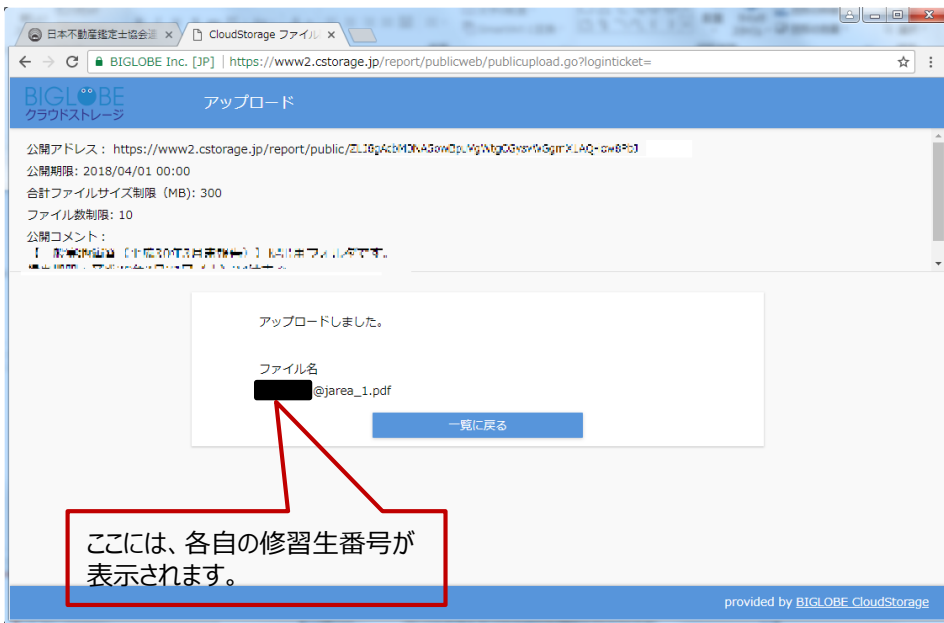 日本不動産鑑定士協会連
CloudStorage ファイル
BIGLOBE Inc. [JP] | https://www2.cstorage.jp/report/publicweb/publicupload.go?loginticket=
BIGLOBE
クラウドストレージ
アップロード
公開アドレス: https://www2.cstorage.jp/report/public/
公開期限: 2018/04/01 00:00
合計ファイルサイズ制限 (MB): 300
ファイル数制限: 10
公開コメント:
アップロードしました。
ファイル名
@jarea_1.pdf
一覧に戻る
ここには、各自の修習生番号が
表示されます。
provided by BIGLOBE CloudStorage